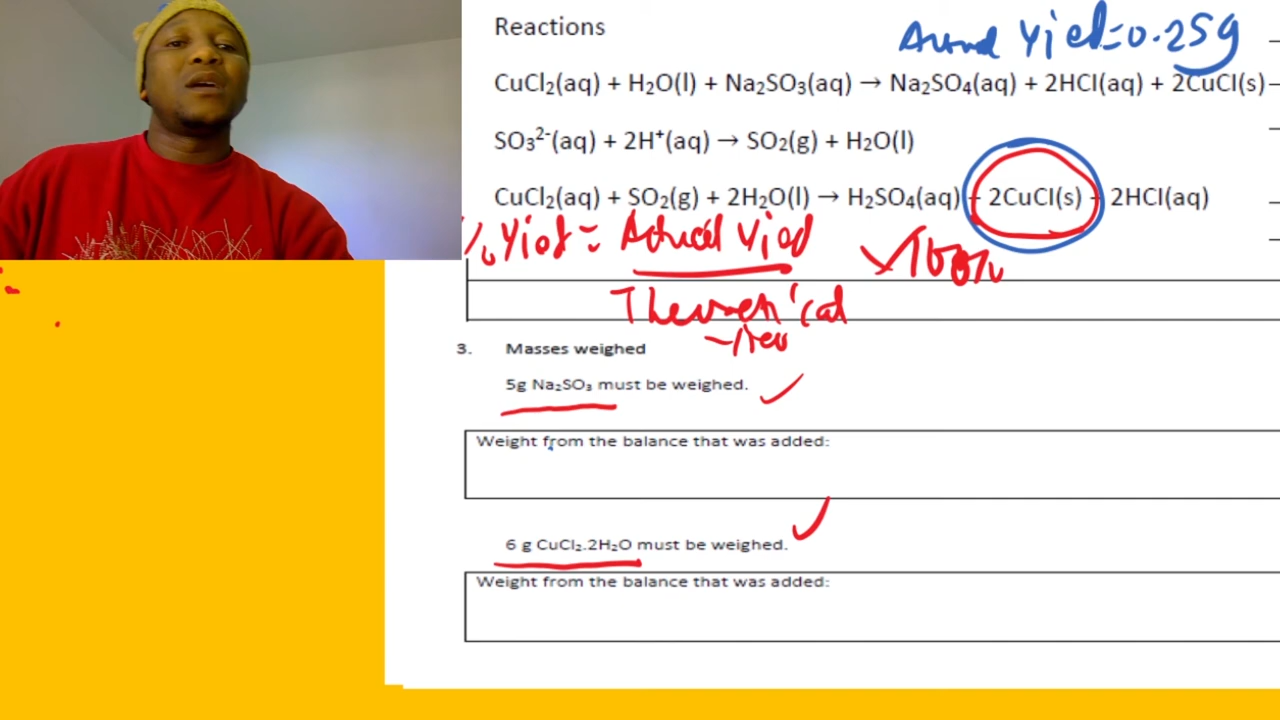 Reactions
Actual Yield=0.25g
CuCl₂(aq) + H₂O(l) + Na₂SO₃(aq) → Na₂SO₄(aq) + 2HCl(aq) + 2CuCl(s)
SO₃²⁻(aq) + 2H⁺(aq) → SO₂(g) + H₂O(l)
CuCl₂(aq) + SO₂(g) + 2H₂O(l) → H₂SO₄(aq) + 2CuCl(s) + 2HCl(aq)
% Yield = Actual Yield
100%
Theoretical
3. Masses weighed
5g Na₂SO₃ must be weighed.
Weight from the balance that was added:
6 g CuCl₂.2H₂O must be weighed.
Weight from the balance that was added: